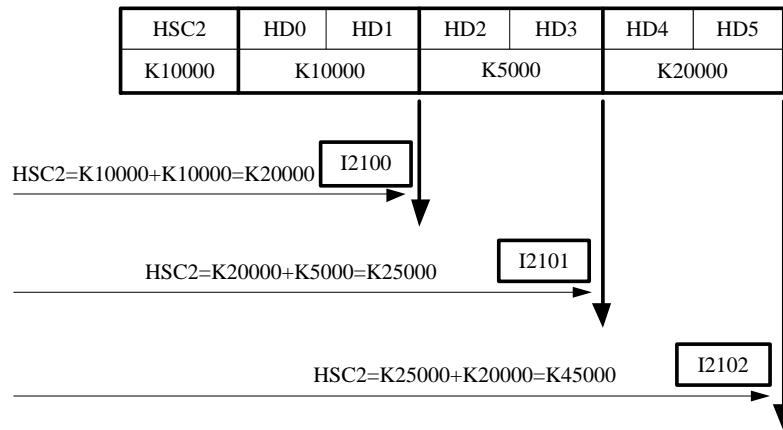 HSC2 HD0 HD1 HD2 HD3 HD4 HD5
K10000 K10000 K5000 K20000
I2100
HSC2=K10000+K10000=K20000
I2101
HSC2=K20000+K5000=K25000
I2102
HSC2=K25000+K20000=K45000